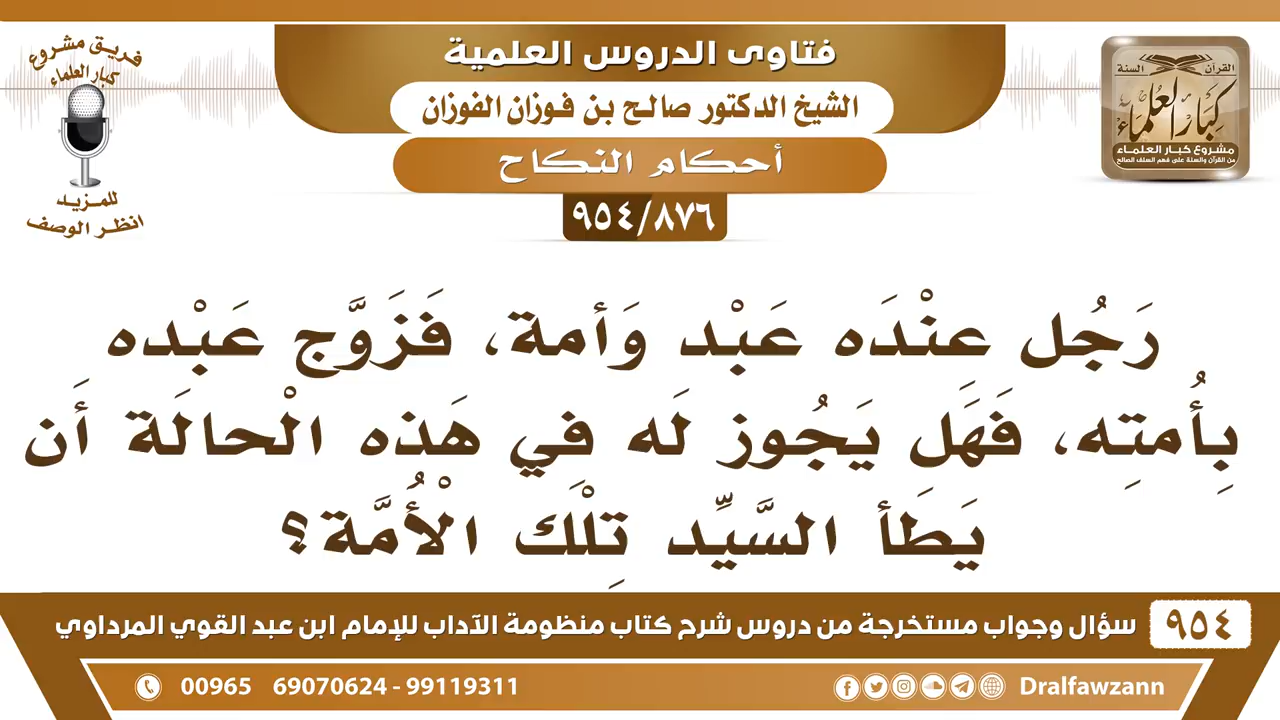 فريق مشروع
كبار العلماء
للمزيد
انظر الوصف
فتاوى الدروس العلمية
الشيخ الدكتور صالح بن فوزان الفوزان
أحكام النكاح
٩٥٤/٨٧٦
القرآن السنة
كبار العلماء
مشروع كبار العلماء
من القرآن والسنة على فهم السلف الصالح
رَجُل عنْدَه عَبْد وَأمة، فَزَوَّج عَبْده
بِأُمتِه، فَهَل يَجُوز لَه في هَذه الْحالَة أَن
يَطَأ السَّيِّد تِلْكَ الْأُمَّة؟
٩٥٤ سؤال وجواب مستخرجة من دروس شرح كتاب منظومة الآداب للإمام ابن عبد القوي المرداوي
00965 69070624 - 99119311
Dralfawzann